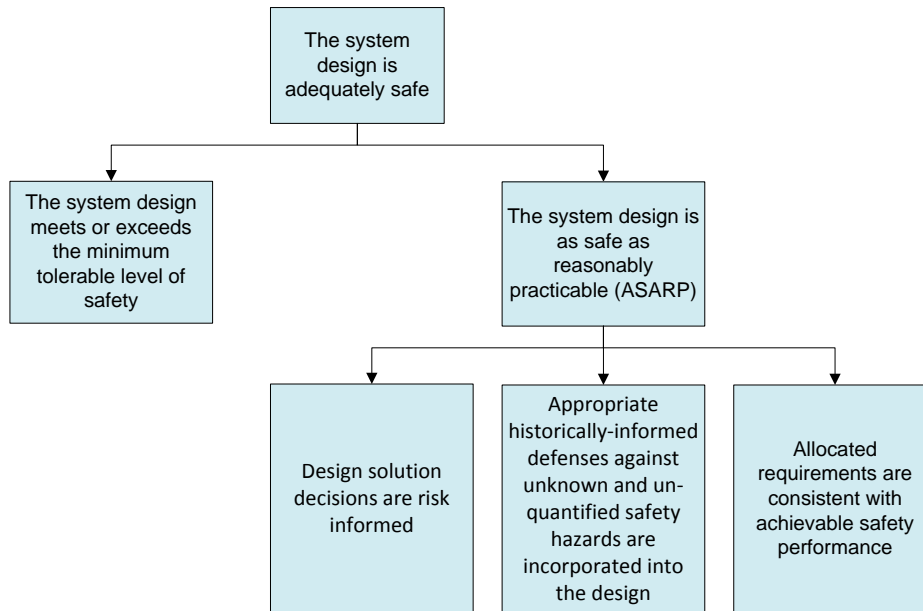 The system
design is
adequately safe
The system design
meets or exceeds
the minimum
tolerable level of
safety
The system design is
as safe as
reasonably
practicable (ASARP)
Design solution
decisions are risk
informed
Appropriate
historically-informed
defenses against
unknown and un-
quantified safety
hazards are
incorporated into
the design
Allocated
requirements are
consistent with
achievable safety
performance